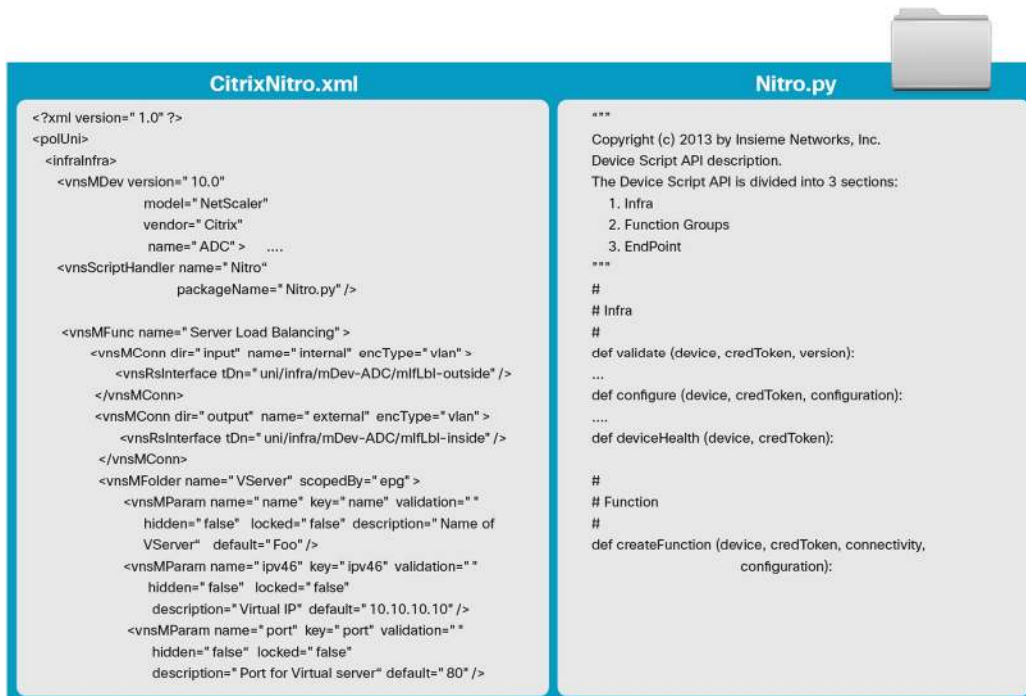 CitrixNitro.xml
<?xml version=" 1.0" ?>
<polUni>
<infraInfra>
<vnsMDev version=" 10.0"
model=" NetScaler"
vendor=" Citrix"
name=" ADC" > ....
<vnsScriptHandler name=" Nitro“
packageName=" Nitro.py" />
<vnsMFunc name=" Server Load Balancing" >
<vnsMConn dir=" input" name=" internal" encType=" vlan" >
<vnsRsInterface tDn=" uni/infra/mDev-ADC/mIfLbl-outside" />
</vnsMConn>
<vnsMConn dir=" output" name=" external" encType=" vlan" >
<vnsRsInterface tDn=" uni/infra/mDev-ADC/mIfLbl-inside" />
</vnsMConn>
<vnsMFolder name=" VServer“ scopedBy=" epg" >
<vnsMParam name=" name" key=" name" validation=" "
hidden=" false" locked=" false" description=" Name of
VServer“ default=" Foo" />
<vnsMParam name=" ipv46" key=" ipv46" validation=" "
hidden=" false" locked=" false"
description=" Virtual IP" default=" 10.10.10.10" />
<vnsMParam name=" port" key=" port" validation=" "
hidden=" false“ locked=" false"
description=" Port for Virtual server“ default=" 80" />
Nitro.py
“””
Copyright (c) 2013 by Insieme Networks, Inc.
Device Script API description.
The Device Script API is divided into 3 sections:
1. Infra
2. Function Groups
3. EndPoint
"""
#
# Infra
#
def validate (device, credToken, version):
...
def configure (device, credToken, configuration):
....
def deviceHealth (device, credToken):
#
# Function
#
def createFunction (device, credToken, connectivity,
configuration):